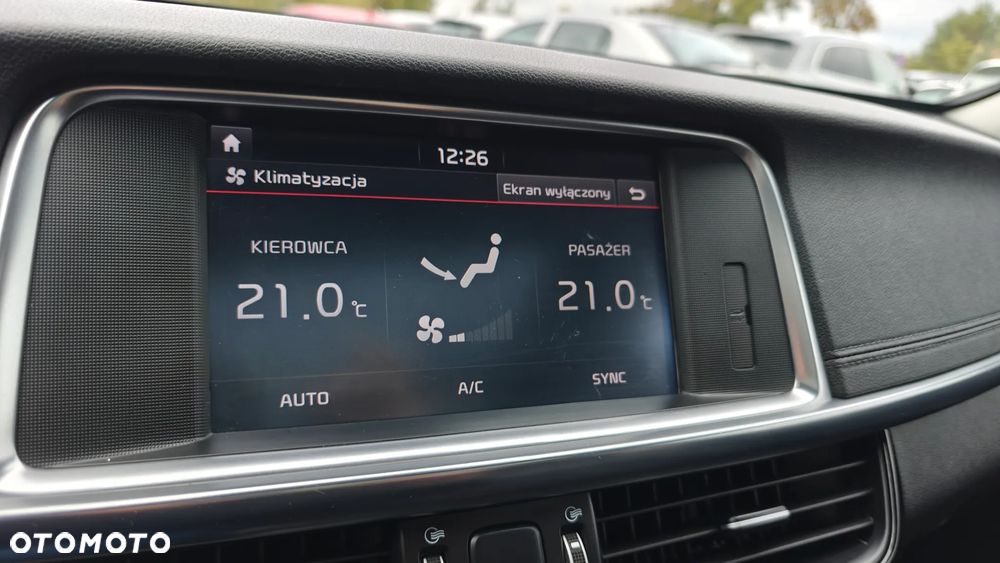 12:26
Klimatyzacja
Ekran wyłączony
KIEROWCA
PASAŻER
21.0 °C
21.0 °C
AUTO
A/C
SYNC
OTOMOTO